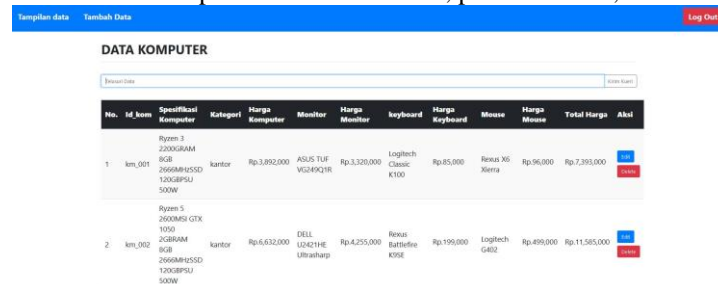 Tampilan data Tambah Data Log Out
DATA KOMPUTER
No. Id_kom Spesifikasi Komputer Kategori Harga Komputer Monitor Harga Monitor keyboard Harga Keyboard Mouse Harga Mouse Total Harga Aksi
1 km_001 Ryzen 3 2200GRAM 8GB 2666MHzSSD 120GBPSU 500W kantor Rp.3,892,000 ASUS TUF VG249Q1R Rp.3,320,000 Logitech Classic K100 Rp.85,000 Rexus X6 Xierra Rp.96,000 Rp.7,393,000 Edit Delete
2 km_002 Ryzen 5 2600MSI GTX 1050 2GBRAM 8GB 2666MHzSSD 120GBPSU 500W kantor Rp.6,632,000 DELL U2421HE Ultrasharp Rp.4,255,000 Rexus Battlefire K9SE Rp.199,000 Logitech G402 Rp.499,000 Rp.11,585,000 Edit Delete